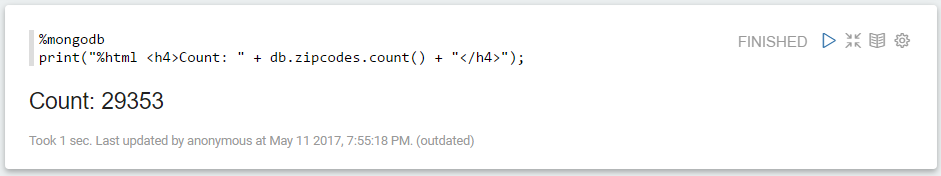 %mongodb
FINISHED
print("%html <h4>Count: " + db.zipcodes.count() + "</h4>");
Count: 29353
Took 1 sec. Last updated by anonymous at May 11 2017, 7:55:18 PM. (outdated)